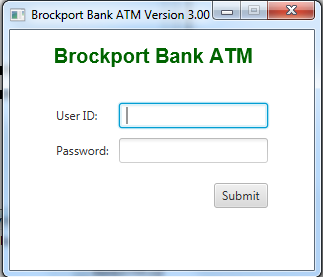 Brockport Bank ATM Version 3.00
Brockport Bank ATM
User ID:
Password:
Submit